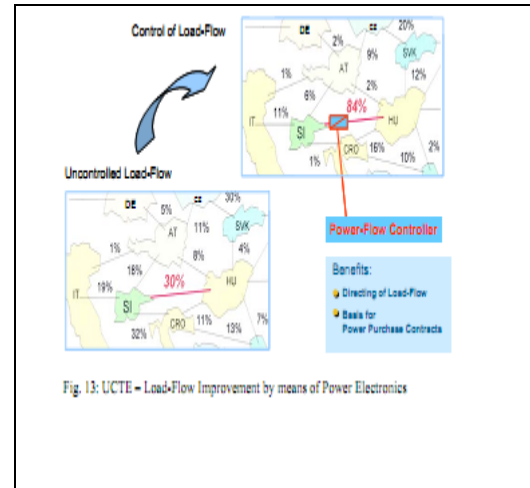 Control of Load-Flow
DE
20%
2%
SVK
9%
AT
1%
12%
2%
6%
84%
11%
IT
HU
SI
CRO
16%
1%
10%
2%
Uncontrolled Load-Flow
DE
30%
5%
11%
SVK
AT
1%
4%
8%
18%
30%
HU
IT
19%
SI
CRO
11%
7%
32%
13%
Power-Flow Controller
Benefits:
Directing of Load-Flow
Basis for
Power Purchase Contracts
Fig. 13: UCTE – Load-Flow Improvement by means of Power Electronics